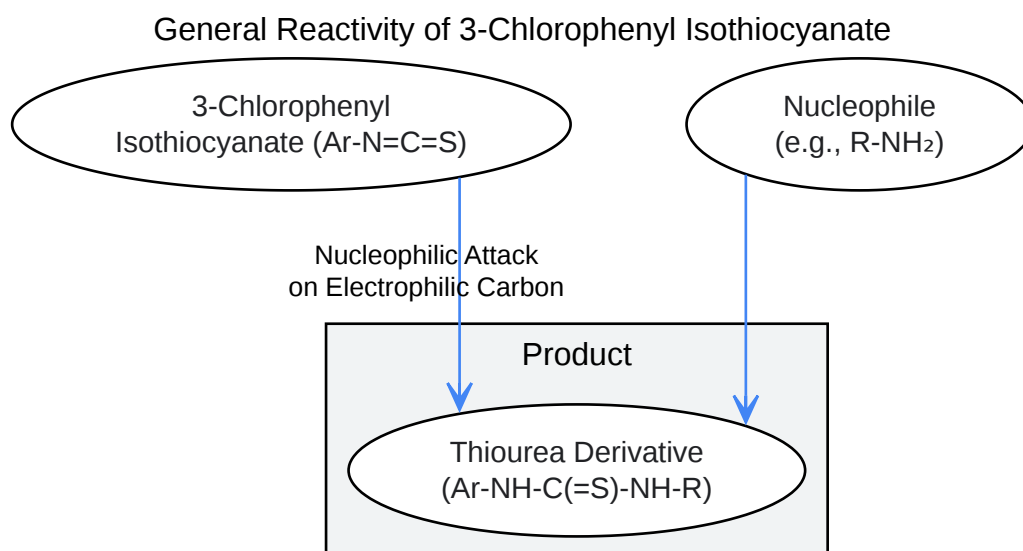 General Reactivity of 3-Chlorophenyl Isothiocyanate
3-Chlorophenyl
Isothiocyanate (Ar-N=C=S)
Nucleophile
(e.g., R-NH₂)
Nucleophilic Attack
on Electrophilic Carbon
Product
Thiourea Derivative
(Ar-NH-C(=S)-NH-R)